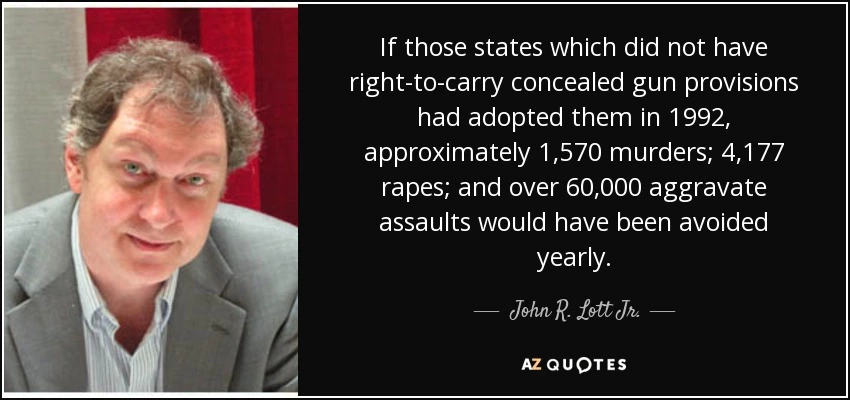 If those states which did not have
right-to-carry concealed gun provisions
had adopted them in 1992,
approximately 1,570 murders; 4,177
rapes; and over 60,000 aggravate
assaults would have been avoided
yearly.
John R. Lott Jr.
AZ QUOTES